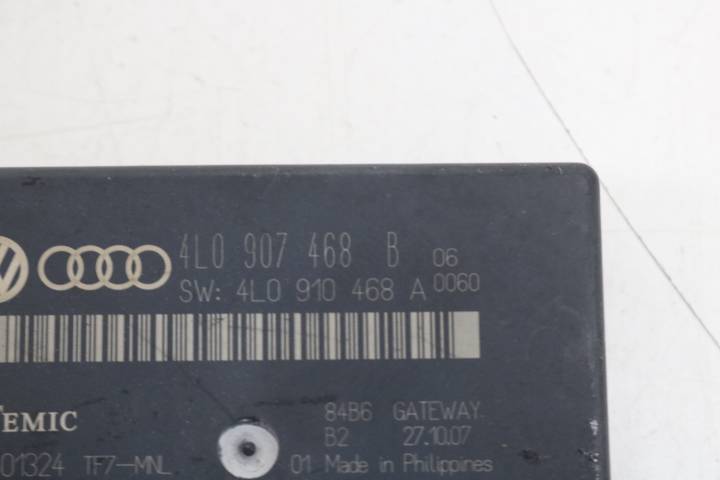 4L0 907 468 B 06
SW: 4L0 910 468 A 0060
TEMIC
84B6 GATEWAY
B2 27.10.07
01324 TF7-MNL 01 Made in Philippines